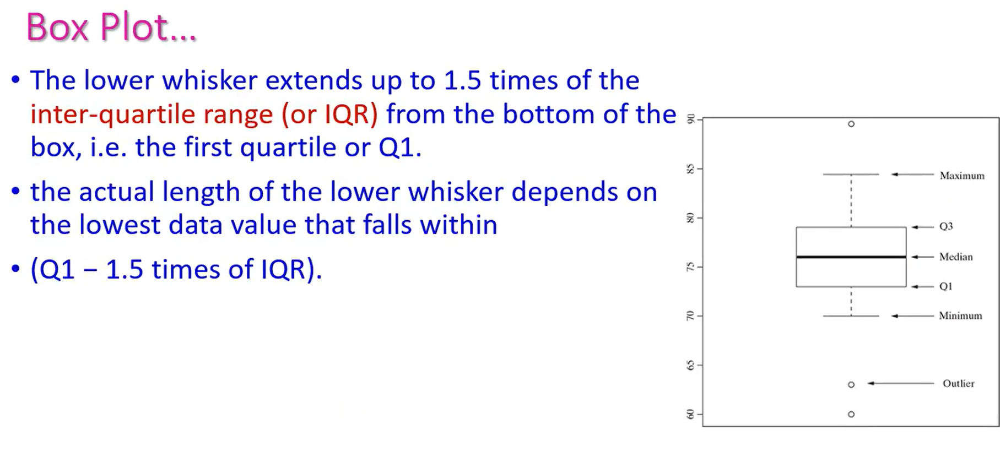 Box Plot...
• The lower whisker extends up to 1.5 times of the
inter-quartile range (or IQR) from the bottom of the
box, i.e. the first quartile or Q1.
• the actual length of the lower whisker depends on
the lowest data value that falls within
• (Q1 – 1.5 times of IQR).
90
85
Maximum
80
Q3
Median
75
Q1
70
Minimum
65
Outlier
60